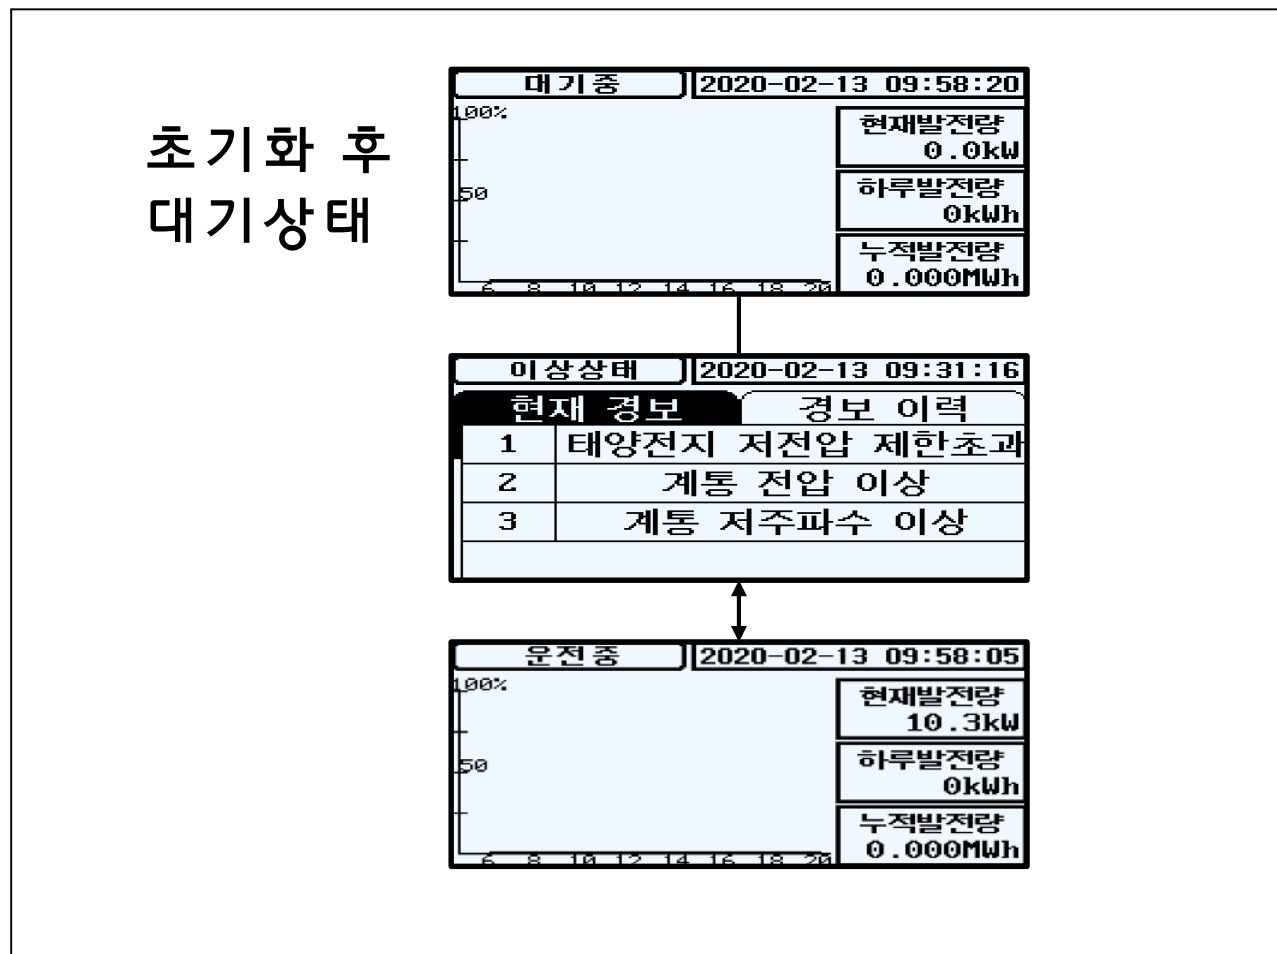 초기화 후
대기상태
대기중 2020-02-13 09:58:20
100%
50
6 8 10 12 14 16 18 20
현재발전량
0.0kW
하루발전량
0kWh
누적발전량
0.000MWh
이상상태 2020-02-13 09:31:16
현재 경보 경보 이력
1 태양전지 저전압 제한초과
2 계통 전압 이상
3 계통 저주파수 이상
운전중 2020-02-13 09:58:05
100%
50
6 8 10 12 14 16 18 20
현재발전량
10.3kW
하루발전량
0kWh
누적발전량
0.000MWh